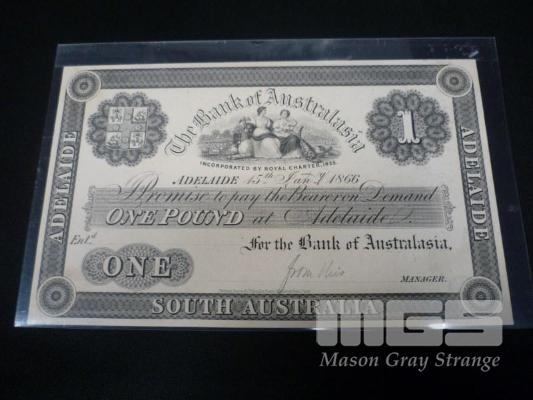 The Bank of Australasia
INCORPORATED BY ROYAL CHARTER, 1835.
1
ADELAIDE 15th Jany 1866
I Promise to pay the Bearer on Demand
ONE POUND at Adelaide.
Entd
For the Bank of Australasia,
ONE
MANAGER.
ADELAIDE
ADELAIDE
SOUTH AUSTRALIA
MGS
Mason Gray Strange